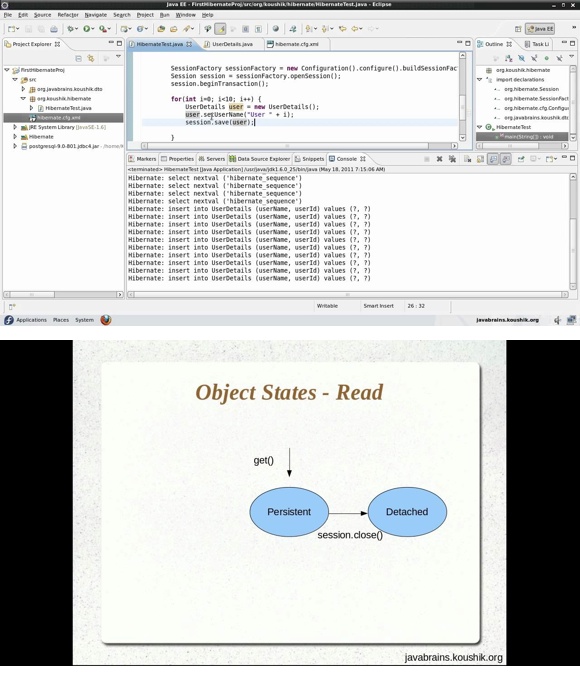 Java EE - FirstHibernateProj/src/org/koushik/hibernate/HibernateTest.java - Eclipse
File Edit Source Refactor Navigate Search Project Run Window Help
Java EE
Project Explorer
HibernateTest.java UserDetails.java hibernate.cfg.xml
Outline Task Li
FirstHibernateProj
src
org.javabrains.koushik.dto
org.koushik.hibernate
HibernateTest.java
hibernate.cfg.xml
JRE System Library [JavaSE-1.6]
Hibernate
postgresql-9.0-801.jdbc4.jar - /home/k
SessionFactory sessionFactory = new Configuration().configure().buildSessionFac
Session session = sessionFactory.openSession();
session.beginTransaction();
for(int i=0; i<10; i++) {
UserDetails user = new UserDetails();
user.setUserName("User " + i);
session.save(user);
}
org.koushik.hibernate
import declarations
org.hibernate.Session
org.hibernate.SessionFact
org.hibernate.cfg.Configu
HibernateTest
main(String[]) : void
Markers Properties Servers Data Source Explorer Snippets Console
<terminated> HibernateTest [Java Application] /usr/java/jdk1.6.0_25/bin/java (May 18, 2011 7:15:06 AM)
Hibernate: select nextval ('hibernate_sequence')
Hibernate: select nextval ('hibernate_sequence')
Hibernate: select nextval ('hibernate_sequence')
Hibernate: select nextval ('hibernate_sequence')
Hibernate: insert into UserDetails (userName, userId) values (?, ?)
Hibernate: insert into UserDetails (userName, userId) values (?, ?)
Hibernate: insert into UserDetails (userName, userId) values (?, ?)
Hibernate: insert into UserDetails (userName, userId) values (?, ?)
Hibernate: insert into UserDetails (userName, userId) values (?, ?)
Hibernate: insert into UserDetails (userName, userId) values (?, ?)
Hibernate: insert into UserDetails (userName, userId) values (?, ?)
Hibernate: insert into UserDetails (userName, userId) values (?, ?)
Hibernate: insert into UserDetails (userName, userId) values (?, ?)
Hibernate: insert into UserDetails (userName, userId) values (?, ?)
Writable Smart Insert 26 : 32
Applications Places System javabrains.koushik.org
Object States - Read
get()
Persistent Detached
session.close()
javabrains.koushik.org